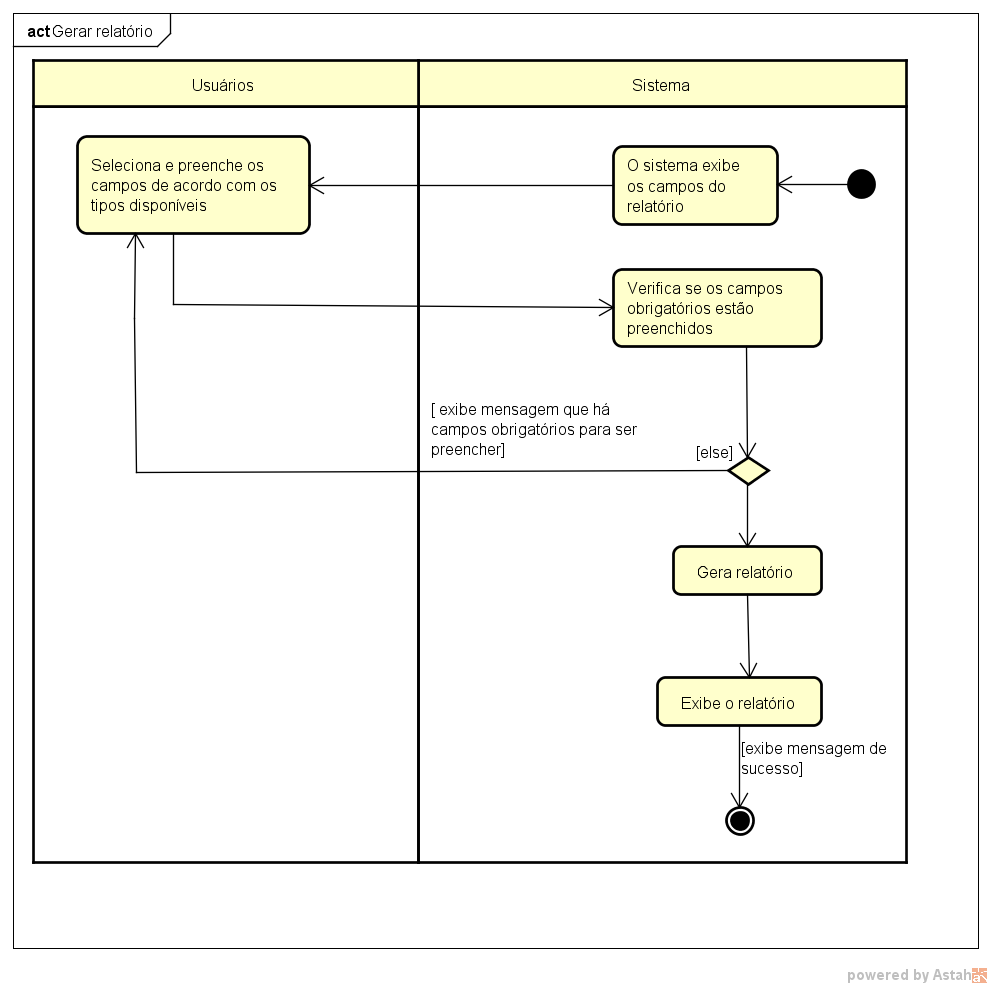 act Gerar relatório
Usuários
Sistema
Seleciona e preenche os
campos de acordo com os
tipos disponíveis
O sistema exibe
os campos do
relatório
Verifica se os campos
obrigatórios estão
preenchidos
[ exibe mensagem que há
campos obrigatórios para ser
preencher]
[else]
Gera relatório
Exibe o relatório
[exibe mensagem de
sucesso]
powered by Astah